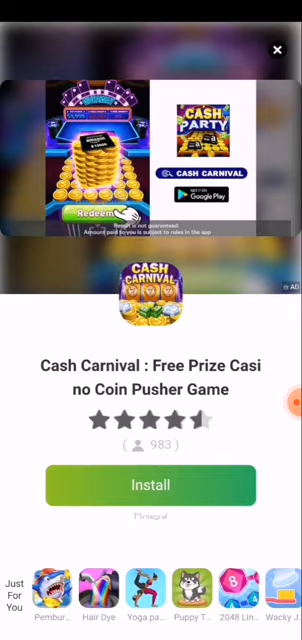 CASH
PARTY
CASH CARNIVAL
GET IT ON
Google Play
Redeem
Result is not guaranteed.
Amount paid to you is subject to rules in the app
CASH
CARNIVAL
AD
Cash Carnival : Free Prize Casi
no Coin Pusher Game
( 983 )
Install
Mintegral
Just
For
You
Pembur...
Hair Dye
Yoga pa...
Puppy T...
2048 Lin...
Wacky J